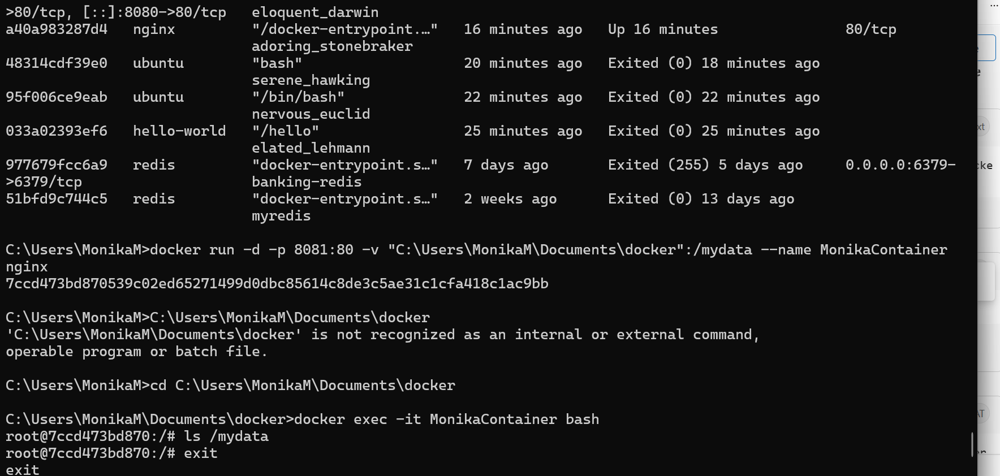 >80/tcp, [::]:8080->80/tcp   eloquent_darwin
a40a983287d4   nginx         "/docker-entrypoint.…"   16 minutes ago   Up 16 minutes               80/tcp
                             adoring_stonebraker
48314cdf39e0   ubuntu        "bash"                   20 minutes ago   Exited (0) 18 minutes ago
                             serene_hawking
95f006ce9eab   ubuntu        "/bin/bash"              22 minutes ago   Exited (0) 22 minutes ago
                             nervous_euclid
033a02393ef6   hello-world   "/hello"                 25 minutes ago   Exited (0) 25 minutes ago
                             elated_lehmann
977679fcc6a9   redis         "docker-entrypoint.s…"   7 days ago       Exited (255) 5 days ago     0.0.0.0:6379-
>6379/tcp                    banking-redis
51bfd9c744c5   redis         "docker-entrypoint.s…"   2 weeks ago      Exited (0) 13 days ago
                             myredis

C:\Users\MonikaM>docker run -d -p 8081:80 -v "C:\Users\MonikaM\Documents\docker":/mydata --name MonikaContainer
nginx
7ccd473bd870539c02ed65271499d0dbc85614c8de3c5ae31c1cfa418c1ac9bb

C:\Users\MonikaM>C:\Users\MonikaM\Documents\docker
'C:\Users\MonikaM\Documents\docker' is not recognized as an internal or external command,
operable program or batch file.

C:\Users\MonikaM>cd C:\Users\MonikaM\Documents\docker

C:\Users\MonikaM\Documents\docker>docker exec -it MonikaContainer bash
root@7ccd473bd870:/# ls /mydata
root@7ccd473bd870:/# exit
exit